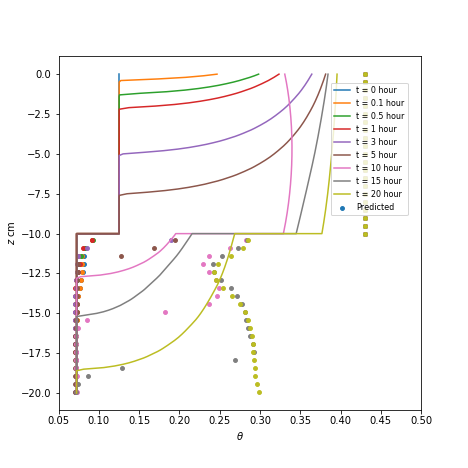 0.0
−2.5
−5.0
−7.5
−10.0
−12.5
−15.0
−17.5
−20.0
z cm
0.05
0.10
0.15
0.20
0.25
0.30
0.35
0.40
0.45
0.50
θ
t = 0 hour
t = 0.1 hour
t = 0.5 hour
t = 1 hour
t = 3 hour
t = 5 hour
t = 10 hour
t = 15 hour
t = 20 hour
Predicted